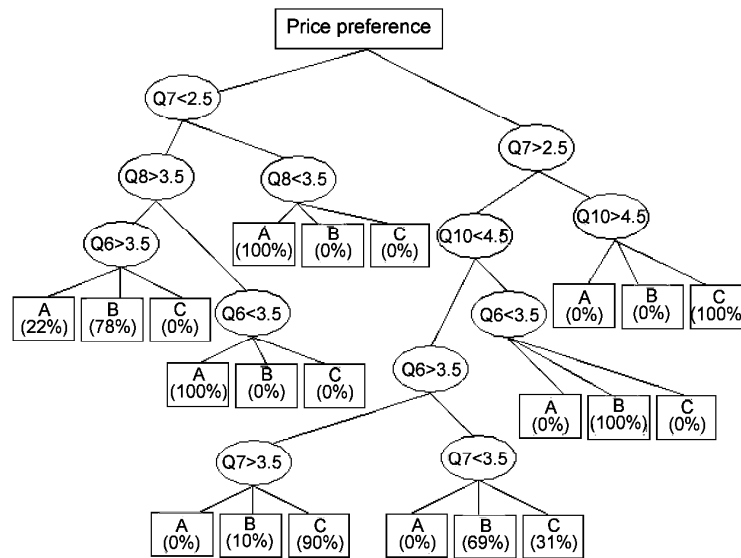 Price preference
Q7<2.5
Q7>2.5
Q8>3.5
Q8<3.5
Q10<4.5
Q10>4.5
Q6>3.5
A
(100%)
B
(0%)
C
(0%)
A
(22%)
B
(78%)
C
(0%)
Q6<3.5
Q6<3.5
A
(0%)
B
(0%)
C
(100%)
A
(100%)
B
(0%)
C
(0%)
Q6>3.5
A
(0%)
B
(100%)
C
(0%)
Q7>3.5
Q7<3.5
A
(0%)
B
(10%)
C
(90%)
A
(0%)
B
(69%)
C
(31%)